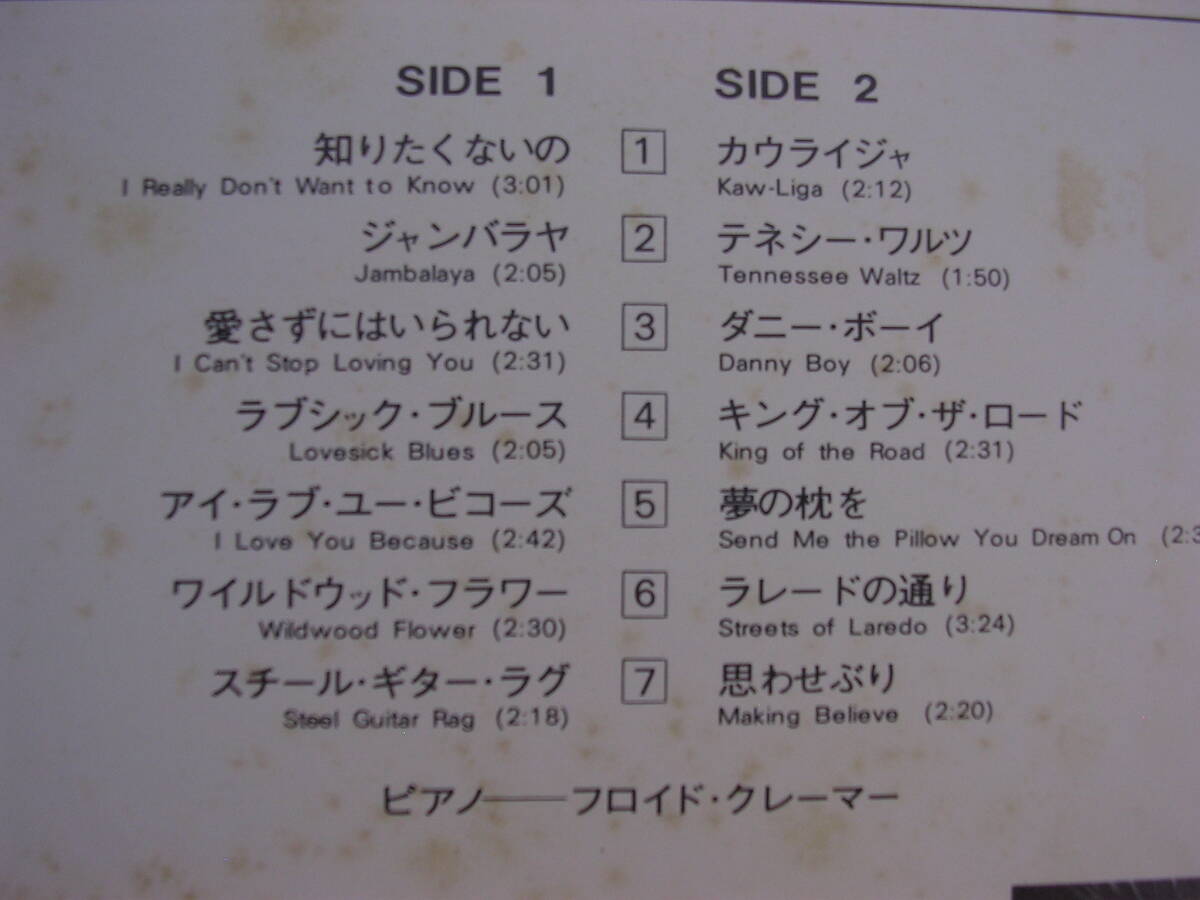 SIDE 1
知りたくないの
I Really Don't Want to Know (3:01)
ジャンバラヤ
Jambalaya (2:05)
愛さずにはいられない
I Can't Stop Loving You (2:31)
ラブシック・ブルース
Lovesick Blues (2:05)
アイ・ラブ・ユー・ビコーズ
I Love You Because (2:42)
ワイルドウッド・フラワー
Wildwood Flower (2:30)
スチール・ギター・ラグ
Steel Guitar Rag (2:18)
1
2
3
4
5
6
7
SIDE 2
カウライジャ
Kaw-Liga (2:12)
テネシー・ワルツ
Tennessee Waltz (1:50)
ダニー・ボーイ
Danny Boy (2:06)
キング・オブ・ザ・ロード
King of the Road (2:31)
夢の枕を
Send Me the Pillow You Dream On
ラレードの通り
Streets of Laredo (3:24)
思わせぶり
Making Believe (2:20)
ピアノ──フロイド・クレーマー